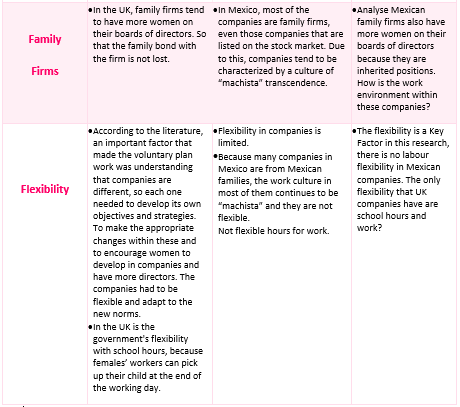 Family
Firms
•In the UK, family firms tend
to have more women on
their boards of directors. So
that the family bond with
the firm is not lost.
•In Mexico, most of the
companies are family firms,
even those companies that
are listed on the stock market. Due
to this, companies tend to be
characterized by a culture of
“machista” transcendence.
•Analyse Mexican
family firms also have
more women on their
boards of directors
because they are
inherited positions.
How is the work
environment within
these companies?
Flexibility
•According to the literature,
an important factor that
made the voluntary plan
work was understanding
that companies are
different, so each one
needed to develop its own
objectives and strategies.
To make the appropriate
changes within these and
to encourage women to
develop in companies and
have more directors. The
companies had to be
flexible and adapt to the
new norms.
•In the UK is the
government's flexibility
with school hours, because
females’ workers can pick
up their child at the end of
the working day.
•Flexibility in companies is
limited.
•Because many companies in
Mexico are from Mexican
families, the work culture in
most of them continues to be
“machista” and they are not
flexible.
Not flexible hours for work.
•The flexibility is a Key
Factor in this research,
there is no labour
flexibility in Mexican
companies. The only
flexibility that UK
companies have are
school hours and
work?